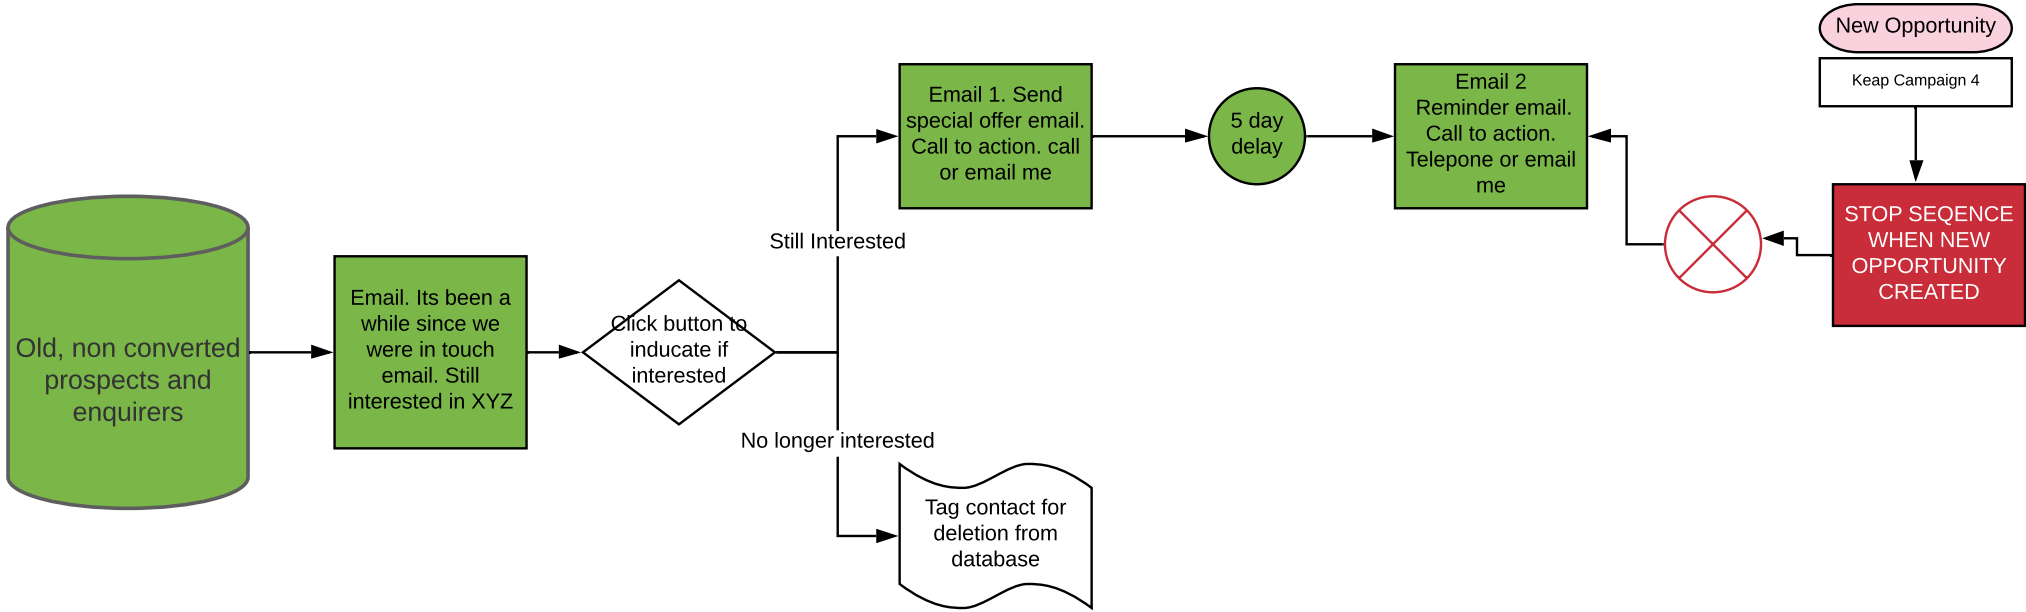 Old, non converted
prospects and
enquirers
Email. Its been a
while since we
were in touch
email. Still
interested in XYZ
Click button to
inducate if
interested
Still Interested
No longer interested
Email 1. Send
special offer email.
Call to action. call
or email me
Tag contact for
deletion from
database
5 day
delay
Email 2
Reminder email.
Call to action.
Telepone or email
me
New Opportunity
Keap Campaign 4
STOP SEQENCE
WHEN NEW
OPPORTUNITY
CREATED